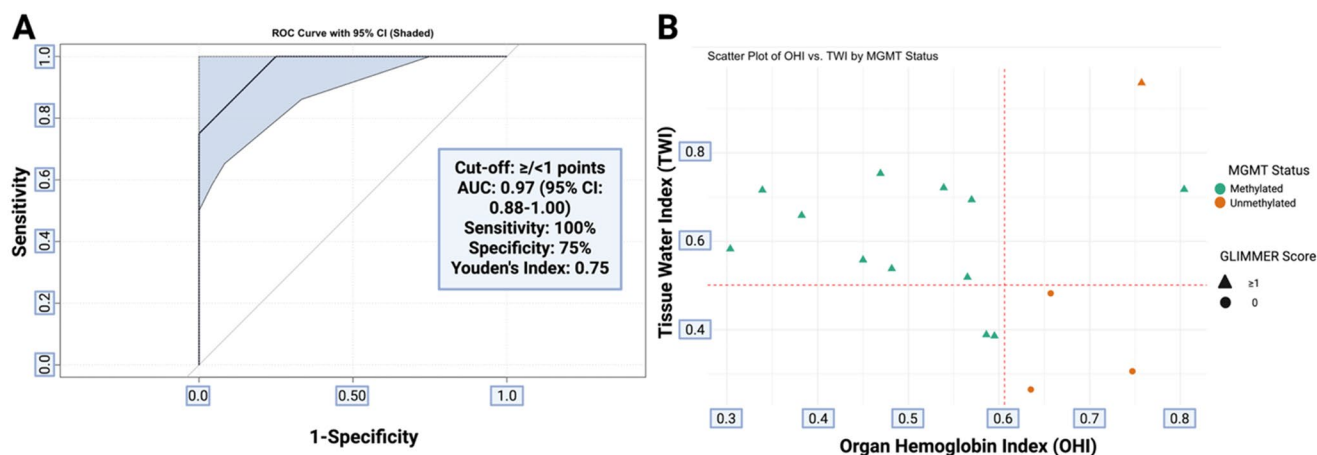 A
ROC Curve with 95% CI (Shaded)
Sensitivity
1.0
0.8
0.6
0.4
0.2
0.0
Cut-off: ≥/<1 points
AUC: 0.97 (95% CI:
0.88-1.00)
Sensitivity: 100%
Specificity: 75%
Youden's Index: 0.75
0.0
0.50
1.0
1-Specificity
B
Scatter Plot of OHI vs. TWI by MGMT Status
Tissue Water Index (TWI)
0.8
0.6
0.4
0.3
0.4
0.5
0.6
0.7
0.8
Organ Hemoglobin Index (OHI)
MGMT Status
Methylated
Unmethylated
GLIMMER Score
≥1
0